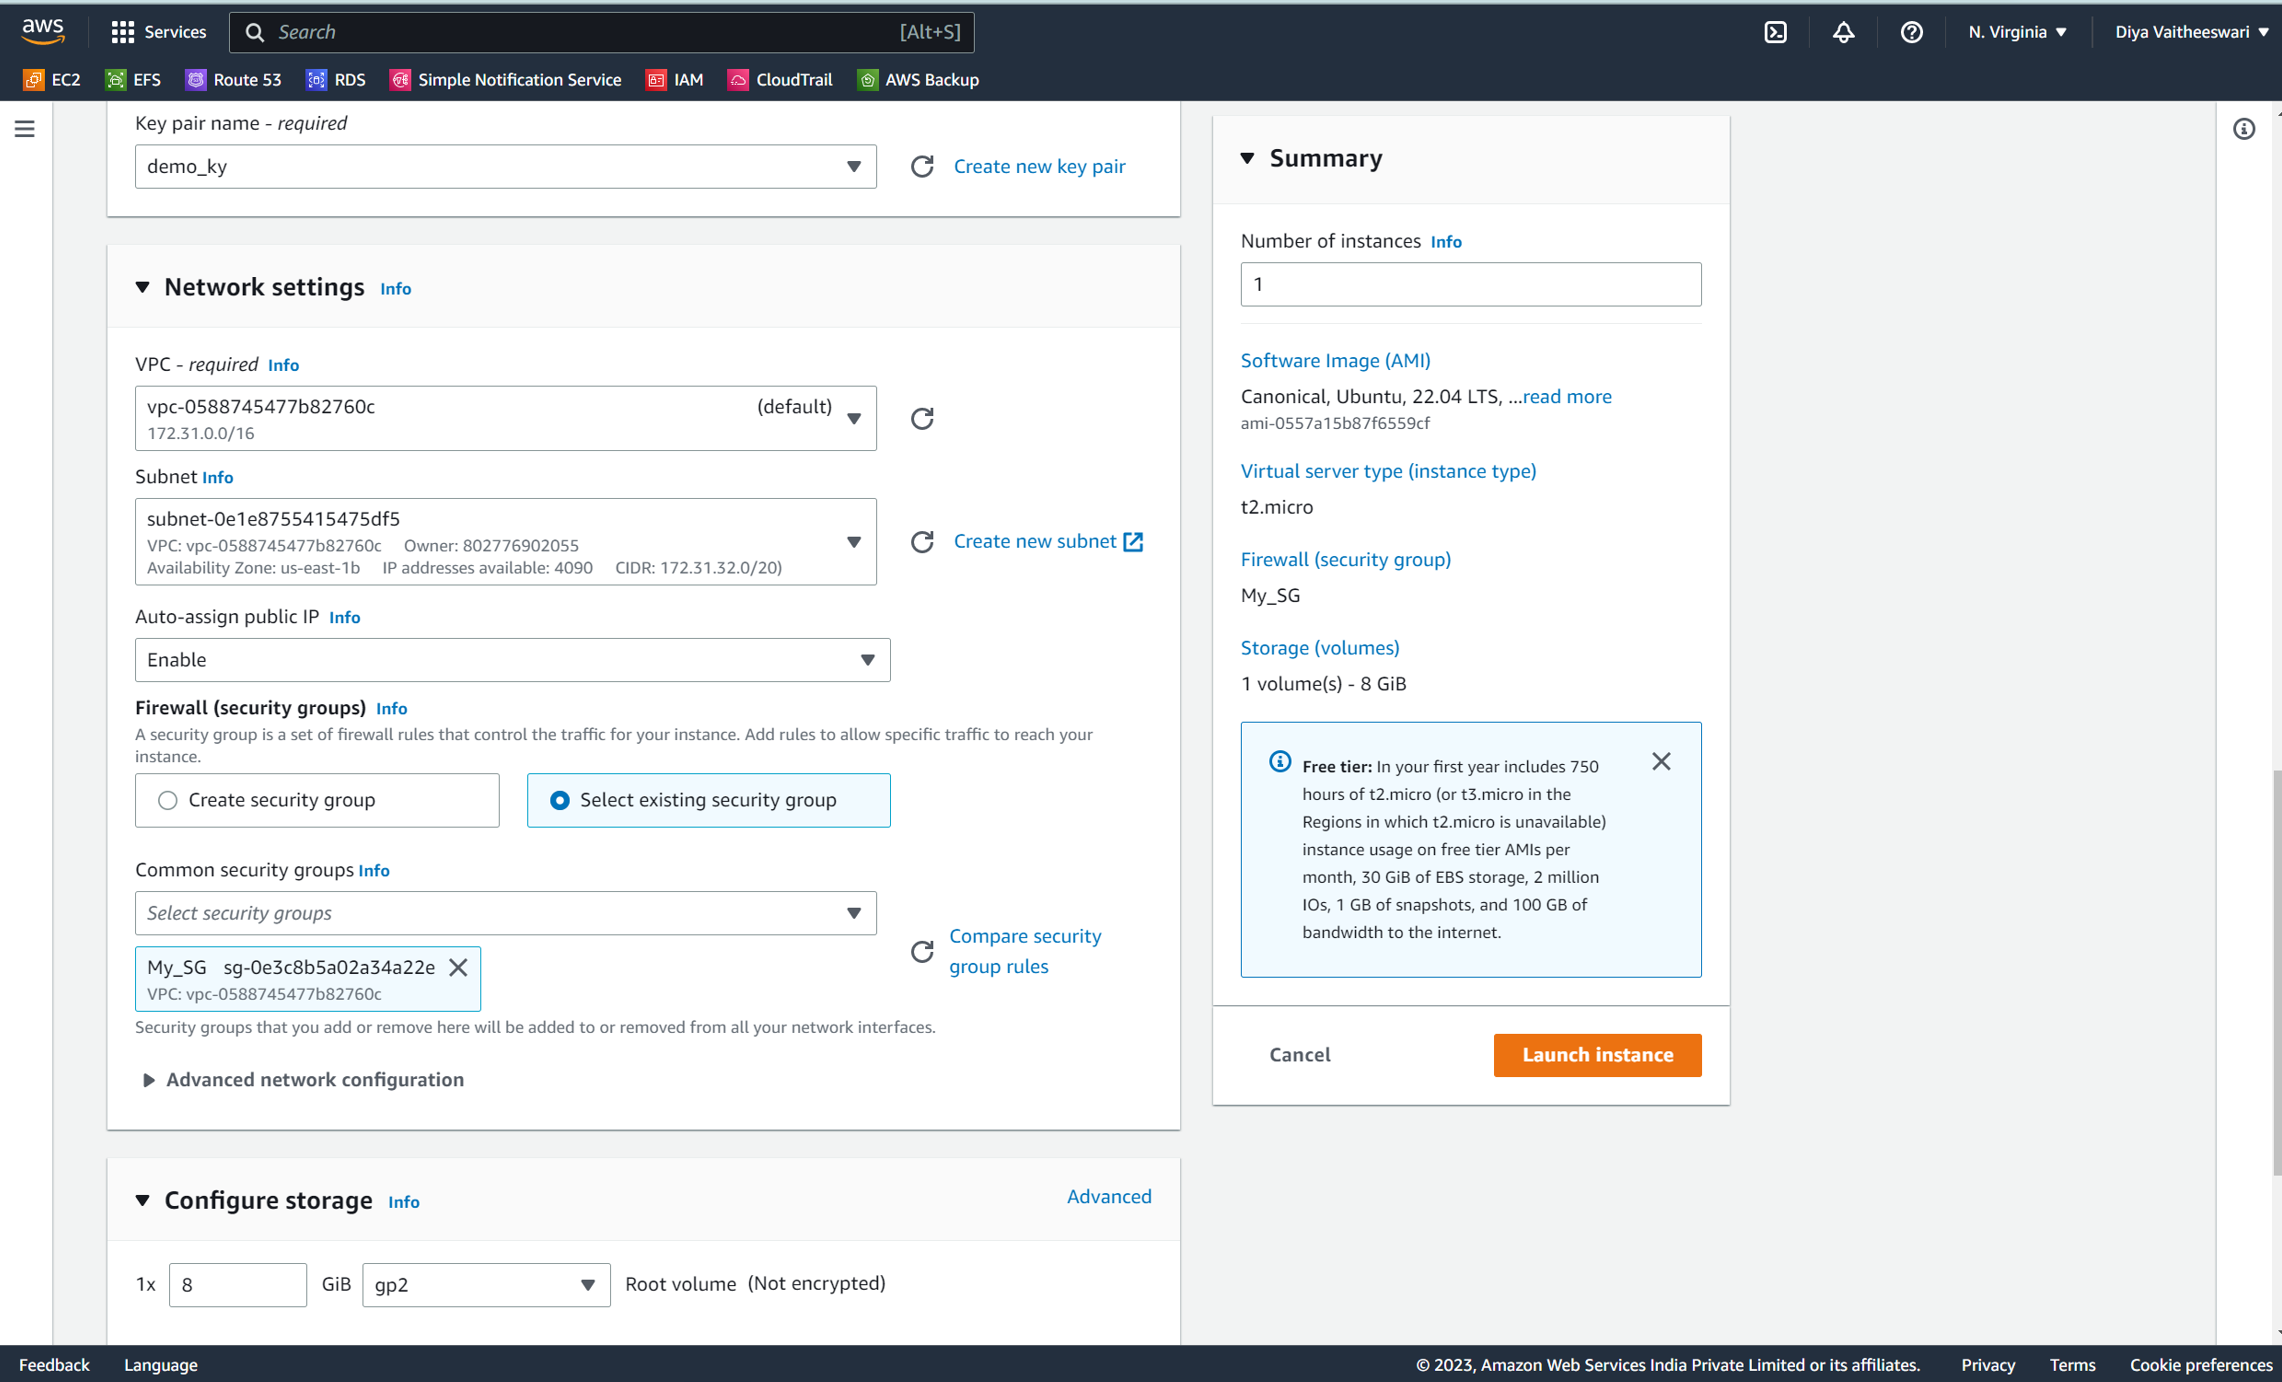 aws
Services
Search
[Alt+S]
N. Virginia
Diya Vaitheeswari
EC2
EFS
Route 53
RDS
Simple Notification Service
IAM
CloudTrail
AWS Backup
Key pair name - required
demo_ky
Create new key pair
Network settings Info
VPC - required Info
vpc-0588745477b82760c (default)
172.31.0.0/16
Subnet Info
subnet-0e1e8755415475df5
VPC: vpc-0588745477b82760c Owner: 802776902055
Availability Zone: us-east-1b IP addresses available: 4090 CIDR: 172.31.32.0/20)
Create new subnet
Auto-assign public IP Info
Enable
Firewall (security groups) Info
A security group is a set of firewall rules that control the traffic for your instance. Add rules to allow specific traffic to reach your
instance.
Create security group
Select existing security group
Common security groups Info
Select security groups
My_SG sg-0e3c8b5a02a34a22e
VPC: vpc-0588745477b82760c
Compare security
group rules
Security groups that you add or remove here will be added to or removed from all your network interfaces.
Advanced network configuration
Configure storage Info
Advanced
1x 8 GiB gp2 Root volume (Not encrypted)
Summary
Number of instances Info
1
Software Image (AMI)
Canonical, Ubuntu, 22.04 LTS, ...read more
ami-0557a15b87f6559cf
Virtual server type (instance type)
t2.micro
Firewall (security group)
My_SG
Storage (volumes)
1 volume(s) - 8 GiB
Free tier: In your first year includes 750
hours of t2.micro (or t3.micro in the
Regions in which t2.micro is unavailable)
instance usage on free tier AMIs per
month, 30 GiB of EBS storage, 2 million
IOs, 1 GB of snapshots, and 100 GB of
bandwidth to the internet.
Cancel
Launch instance
Feedback
Language
© 2023, Amazon Web Services India Private Limited or its affiliates.
Privacy
Terms
Cookie preferences